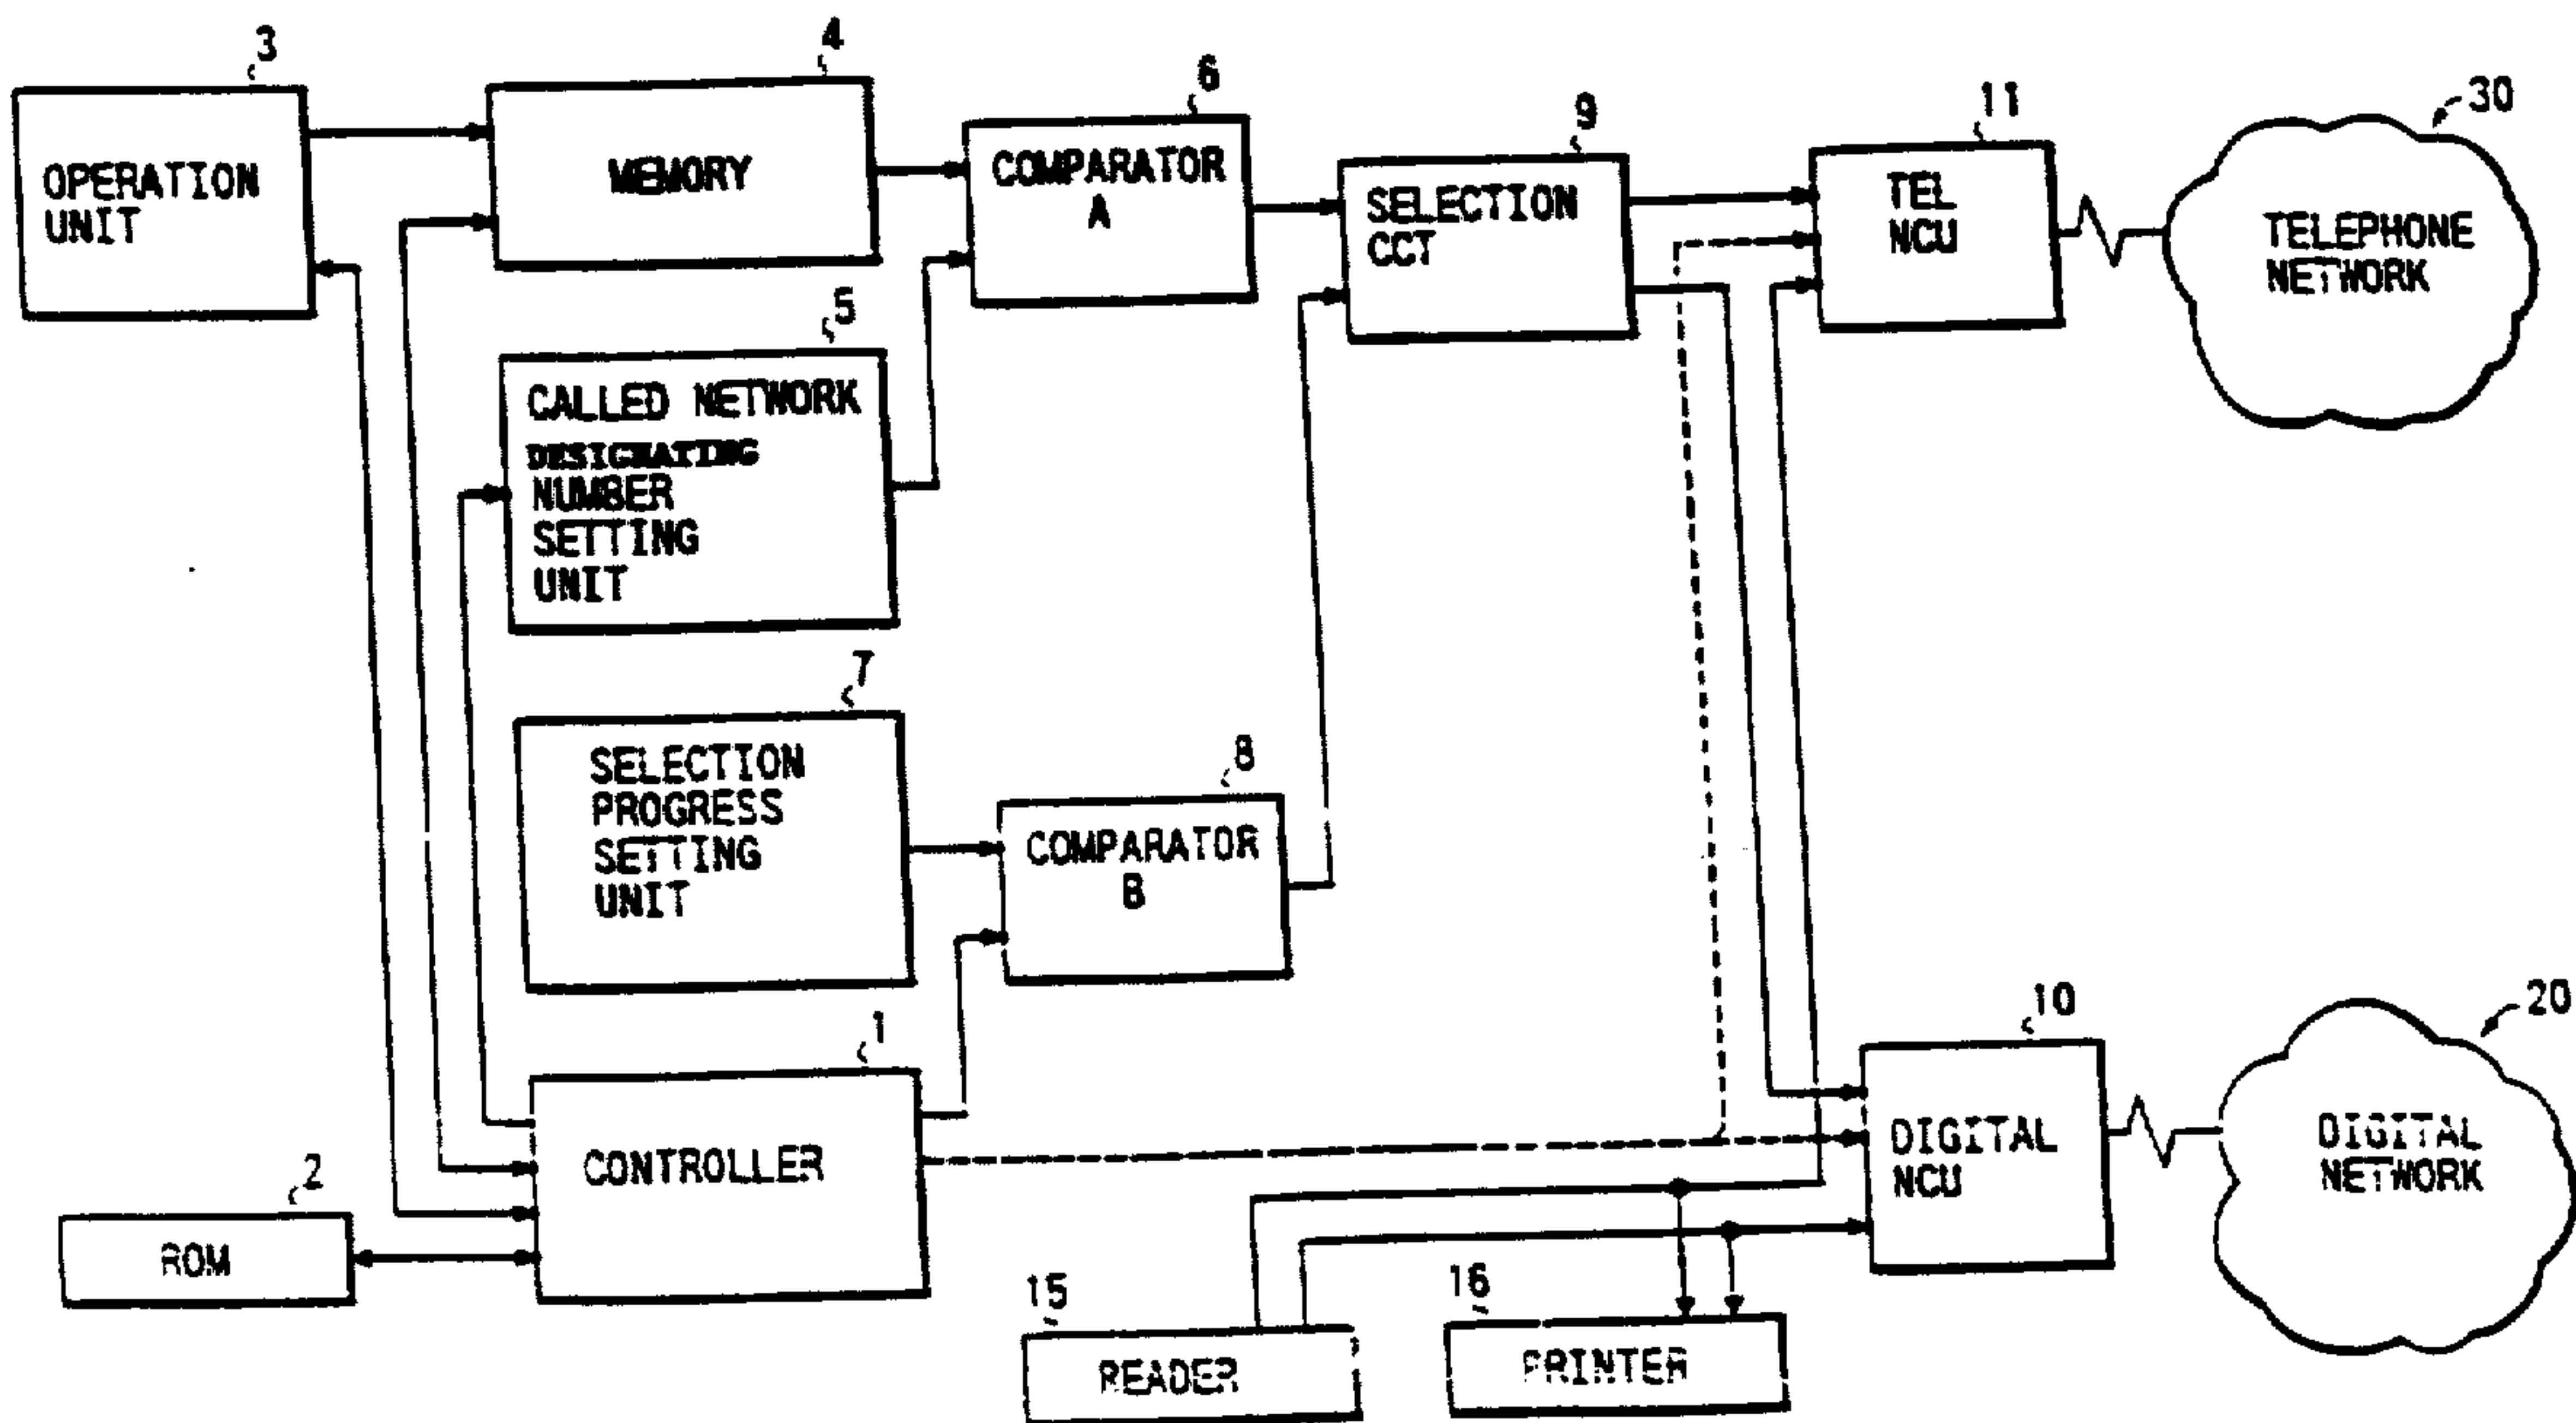 3
OPERATION
UNIT
4
MEMORY
6
COMPARATOR
A
9
SELECTION
CCT
11
TEL
NCU
30
TELEPHONE
NETWORK
5
CALLED NETWORK
DESIGNATING
NUMBER
SETTING
UNIT
7
SELECTION
PROGRESS
SETTING
UNIT
8
COMPARATOR
B
1
CONTROLLER
2
ROM
10
DIGITAL
NCU
20
DIGITAL
NETWORK
15
READER
16
PRINTER